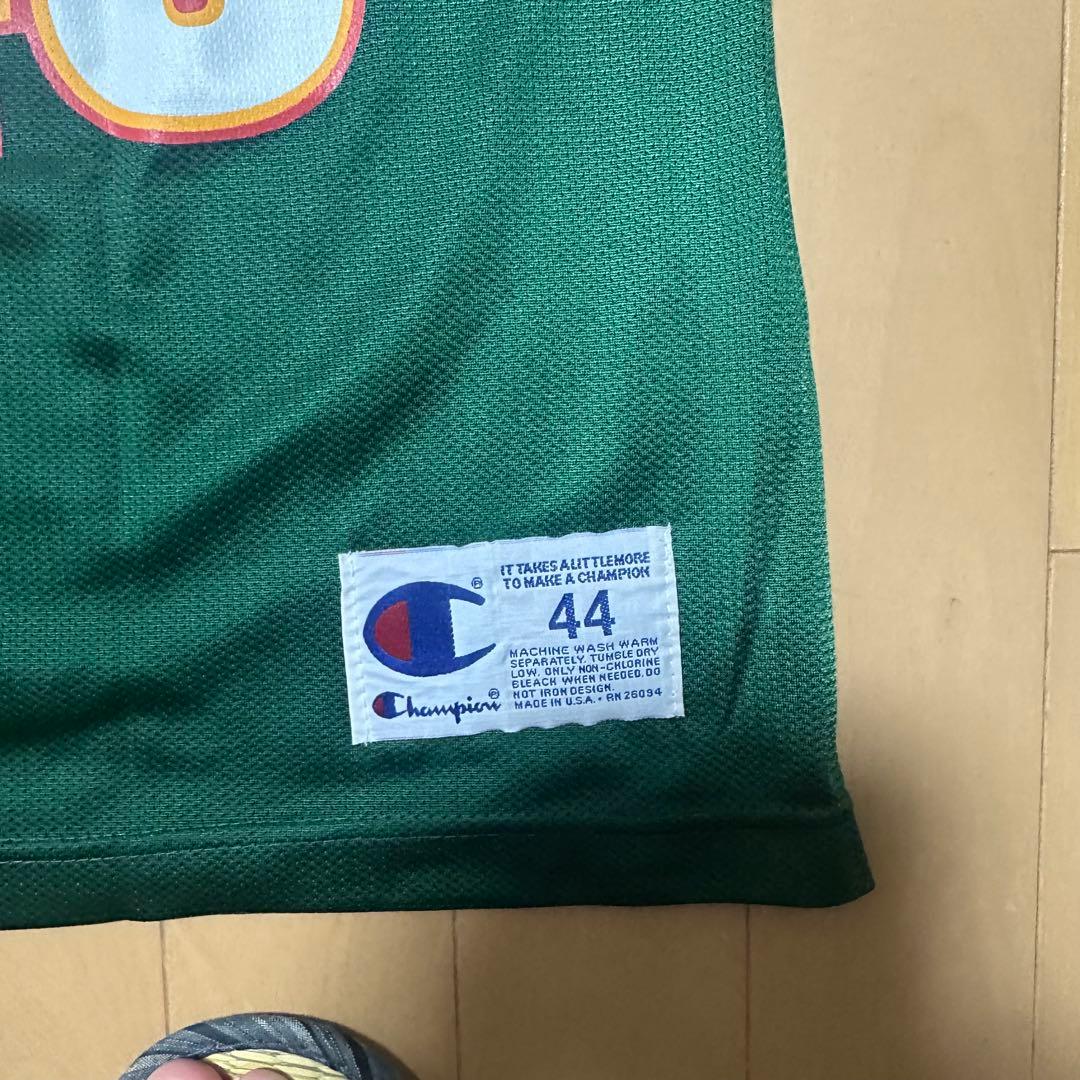 IT TAKES A LITTLE MORE
TO MAKE A CHAMPION
44
MACHINE WASH WARM
SEPARATELY. TUMBLE DRY
LOW. ONLY NON-CHLORINE
BLEACH WHEN NEEDED. DO
NOT IRON DESIGN.
MADE IN U.S.A. • RN 26094
®
Champion®